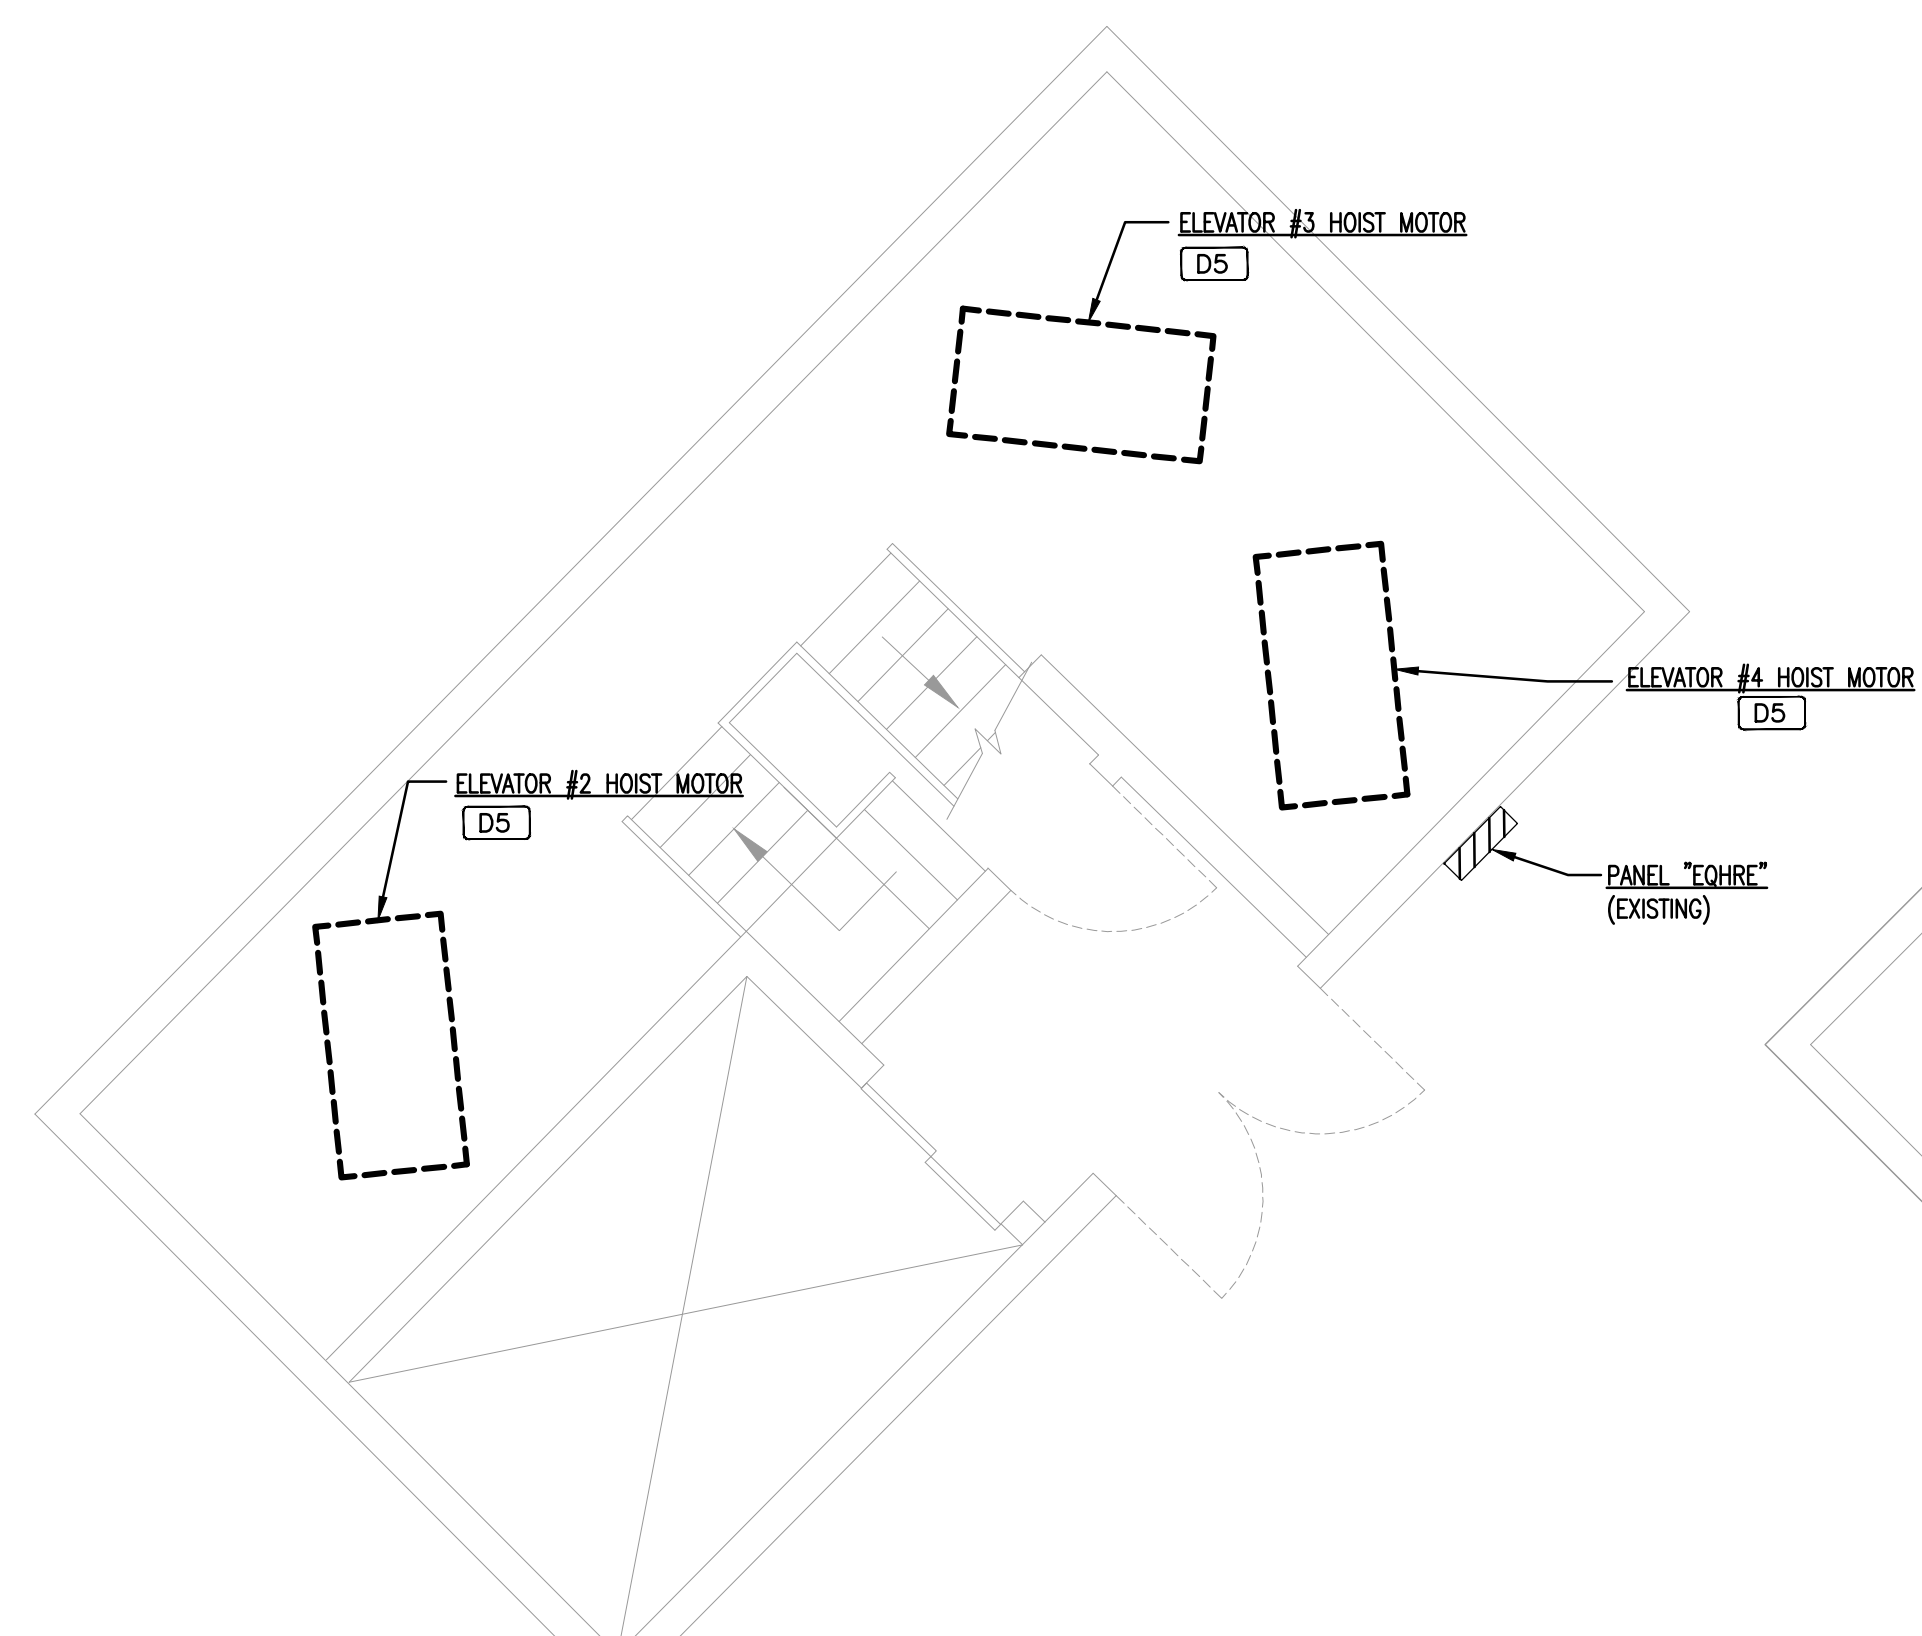 ELEVATOR #3 HOIST MOTOR
D5
ELEVATOR #4 HOIST MOTOR
D5
ELEVATOR #2 HOIST MOTOR
D5
PANEL "EQHRE"
(EXISTING)